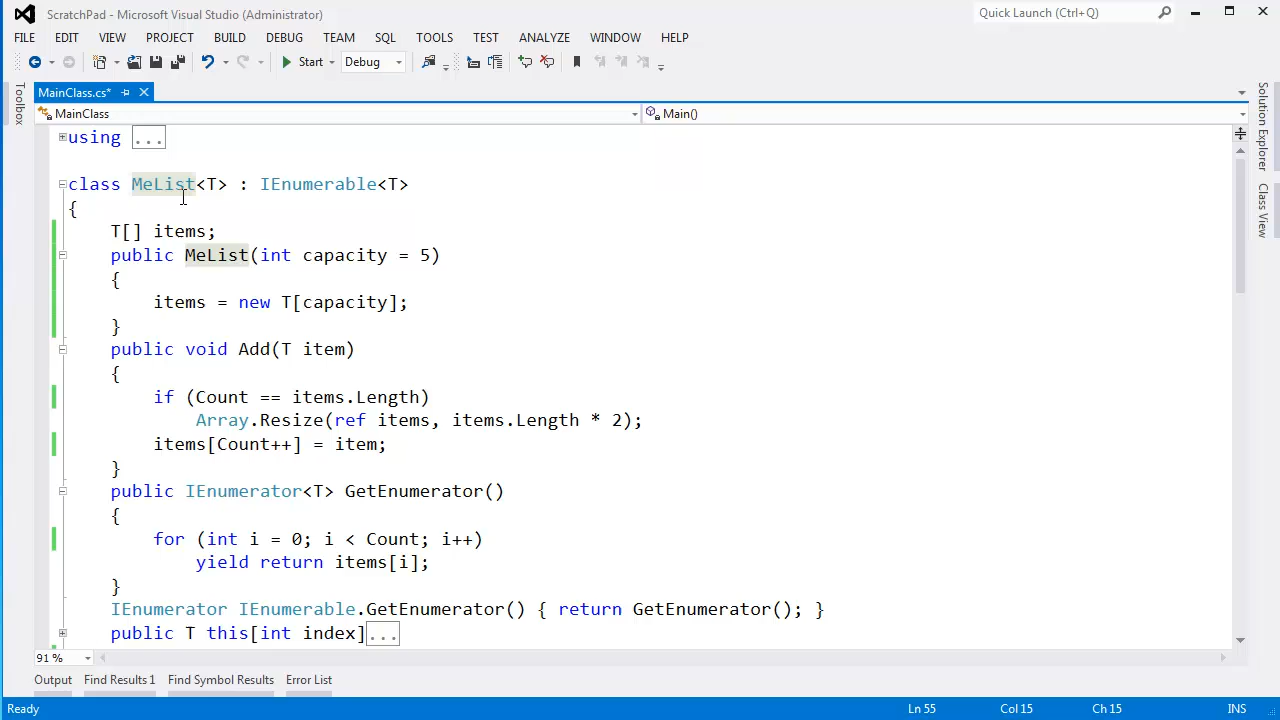 ScratchPad - Microsoft Visual Studio (Administrator)
Quick Launch (Ctrl+Q)
FILE EDIT VIEW PROJECT BUILD DEBUG TEAM SQL TOOLS TEST ANALYZE WINDOW HELP
Start Debug
Toolbox
MainClass.cs*
MainClass Main()
Solution Explorer
Class View
using ...
class MeList<T> : IEnumerable<T>
{
T[] items;
public MeList(int capacity = 5)
{
items = new T[capacity];
}
public void Add(T item)
{
if (Count == items.Length)
Array.Resize(ref items, items.Length * 2);
items[Count++] = item;
}
public IEnumerator<T> GetEnumerator()
{
for (int i = 0; i < Count; i++)
yield return items[i];
}
IEnumerator IEnumerable.GetEnumerator() { return GetEnumerator(); }
public T this[int index]...
91 %
Output Find Results 1 Find Symbol Results Error List
Ready Ln 55 Col 15 Ch 15 INS